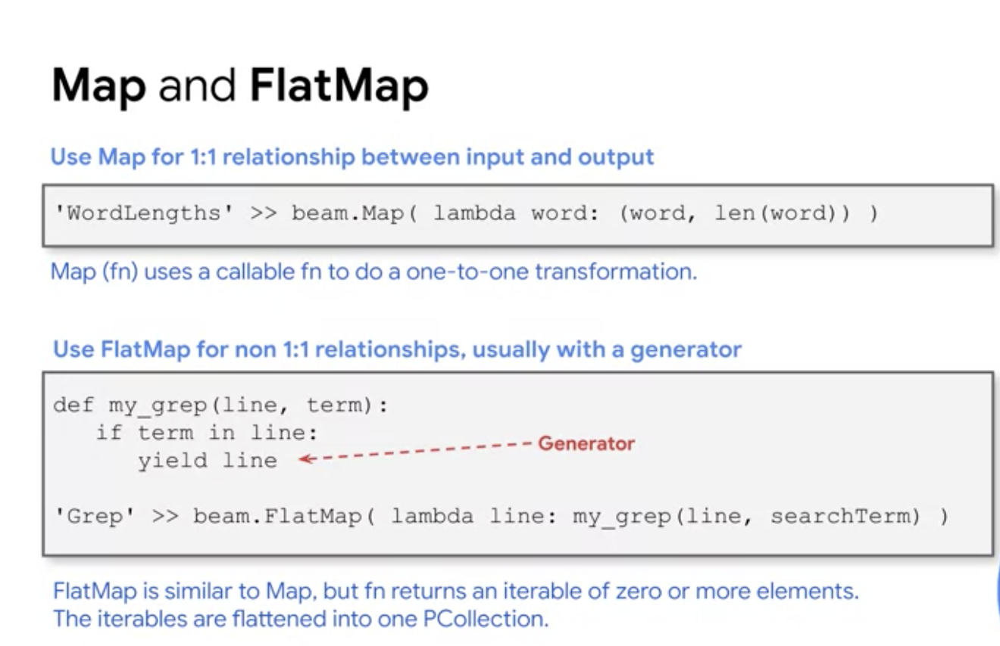 Map and FlatMap
Use Map for 1:1 relationship between input and output
'WordLengths' >> beam.Map( lambda word: (word, len(word)) )
Map (fn) uses a callable fn to do a one-to-one transformation.
Use FlatMap for non 1:1 relationships, usually with a generator
def my_grep(line, term):
   if term in line:
      yield line
Generator
'Grep' >> beam.FlatMap( lambda line: my_grep(line, searchTerm) )
FlatMap is similar to Map, but fn returns an iterable of zero or more elements.
The iterables are flattened into one PCollection.